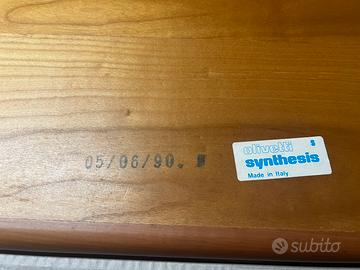 05/06/90.
S
olivetti
synthesis
Made in Italy
subito